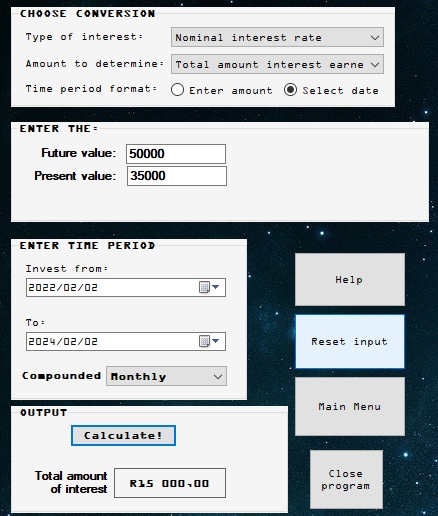 CHOOSE CONVERSION
Type of interest: Nominal interest rate
Amount to determine: Total amount interest earne
Time period format: Enter amount Select date
ENTER THE:
Future value: 50000
Present value: 35000
ENTER TIME PERIOD
Invest from:
2022/02/02
To:
2024/02/02
Compounded Monthly
Help
Reset input
Main Menu
Close
program
OUTPUT
Calculate!
Total amount
of interest
R15 000,00